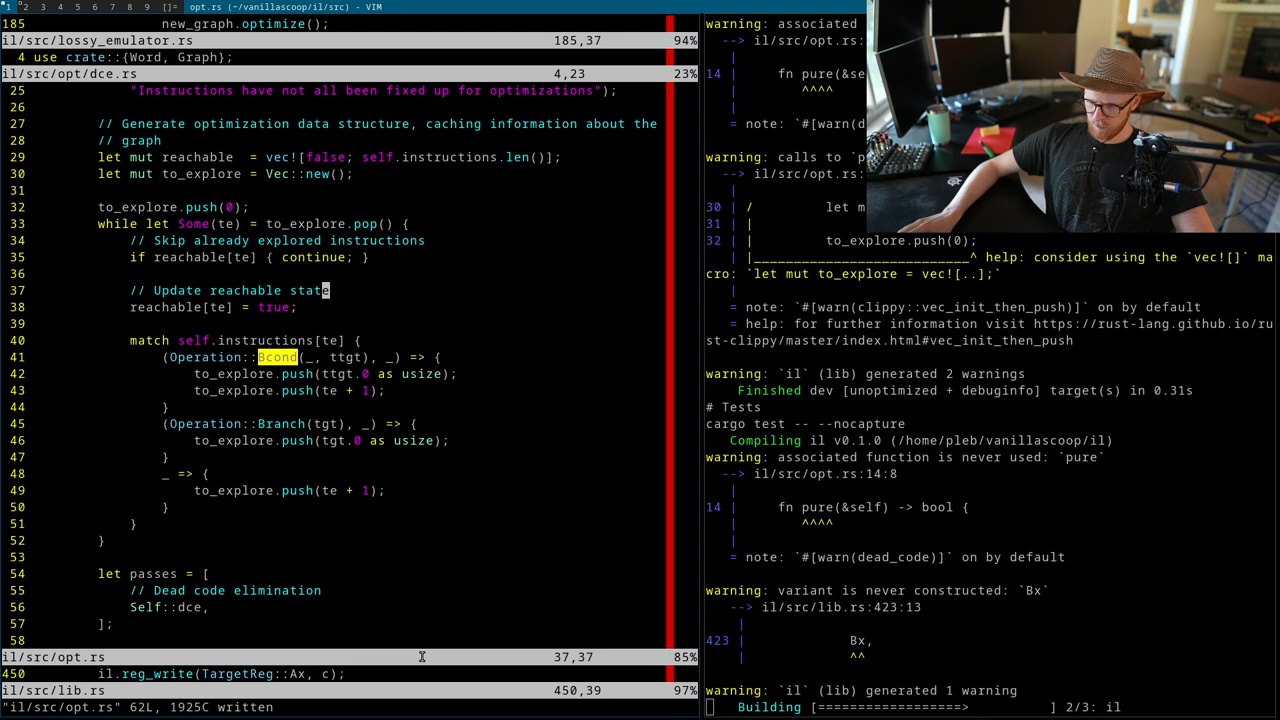 1 2 3 4 5 6 7 8 9 []= opt.rs (~/vanillascoop/il/src) - VIM
185                 new_graph.optimize();
il/src/lossy_emulator.rs 185,37 94%
4 use crate::{Word, Graph};
il/src/opt/dce.rs 4,23 23%
25             "Instructions have not all been fixed up for optimizations");
26
27         // Generate optimization data structure, caching information about the
28         // graph
29         let mut reachable  = vec![false; self.instructions.len()];
30         let mut to_explore = Vec::new();
31
32         to_explore.push(0);
33         while let Some(te) = to_explore.pop() {
34             // Skip already explored instructions
35             if reachable[te] { continue; }
36
37             // Update reachable state
38             reachable[te] = true;
39
40             match self.instructions[te] {
41                 (Operation::Bcond(_, ttgt), _) => {
42                     to_explore.push(ttgt.0 as usize);
43                     to_explore.push(te + 1);
44                 }
45                 (Operation::Branch(tgt), _) => {
46                     to_explore.push(tgt.0 as usize);
47                 }
48                 _ => {
49                     to_explore.push(te + 1);
50                 }
51             }
52         }
53
54         let passes = [
55             // Dead code elimination
56             Self::dce,
57         ];
58
il/src/opt.rs 37,37 85%
450         il.reg_write(TargetReg::Ax, c);
il/src/lib.rs 450,39 97%
"il/src/opt.rs" 62L, 1925C written
warning: associated
--> il/src/opt.rs:
|
14 |     fn pure(&se
|        ^^^^
|
= note: `#[warn(d
warning: calls to `p
--> il/src/opt.rs:
|
30 | /         let m
31 | |
32 | |         to_explore.push(0);
| |___________________________^ help: consider using the `vec![]` ma
cro: `let mut to_explore = vec![..];`
|
= note: `#[warn(clippy::vec_init_then_push)]` on by default
= help: for further information visit https://rust-lang.github.io/ru
st-clippy/master/index.html#vec_init_then_push
warning: `il` (lib) generated 2 warnings
Finished dev [unoptimized + debuginfo] target(s) in 0.31s
# Tests
cargo test -- --nocapture
Compiling il v0.1.0 (/home/pleb/vanillascoop/il)
warning: associated function is never used: `pure`
--> il/src/opt.rs:14:8
|
14 |     fn pure(&self) -> bool {
|        ^^^^
|
= note: `#[warn(dead_code)]` on by default
warning: variant is never constructed: `Bx`
--> il/src/lib.rs:423:13
|
423 |             Bx,
|             ^^
warning: `il` (lib) generated 1 warning
Building [==================>           ] 2/3: il